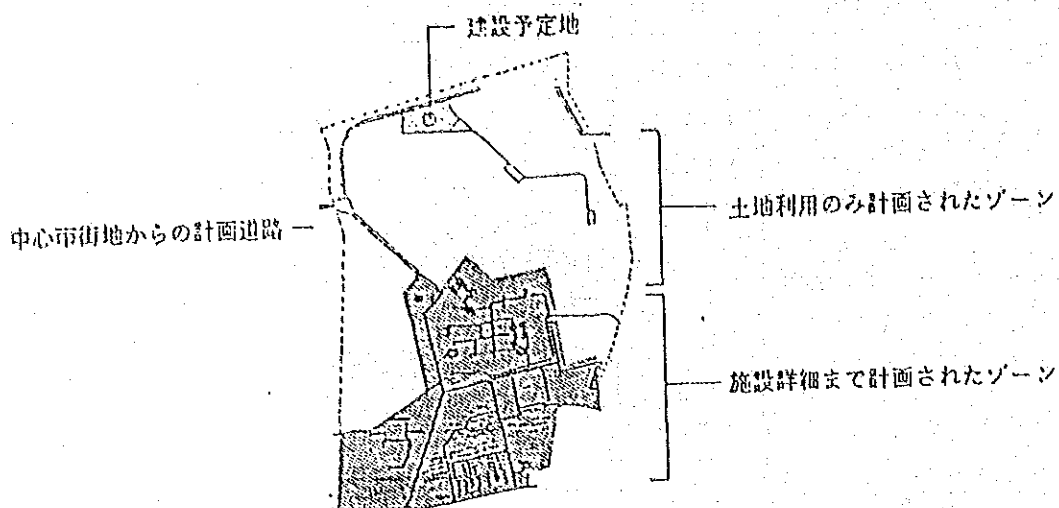 建設予定地
土地利用のみ計画されたゾーン
中心市街地からの計画道路
施設詳細まで計画されたゾーン